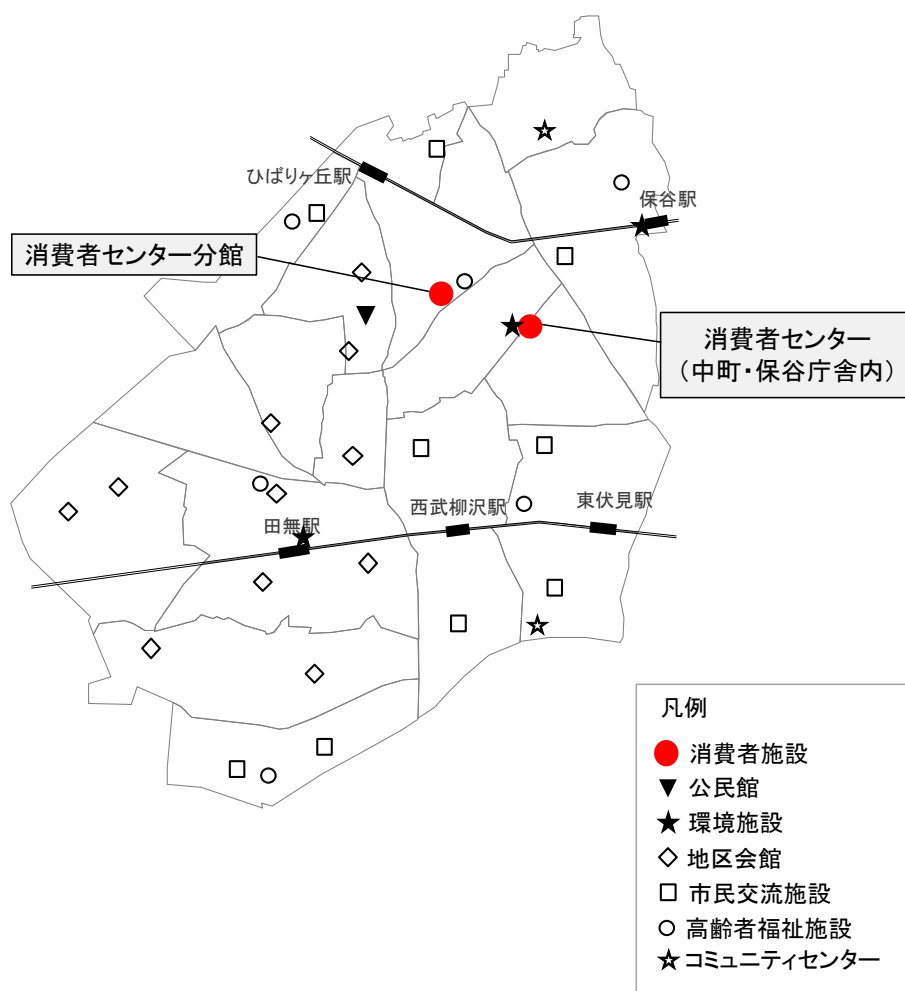 ひばりヶ丘駅
保谷駅
消費者センター分館
消費者センター
(中町・保谷庁舎内)
西武柳沢駅
東伏見駅
田無駅
凡例
消費者施設
公民館
環境施設
地区会館
市民交流施設
高齢者福祉施設
コミュニティセンター